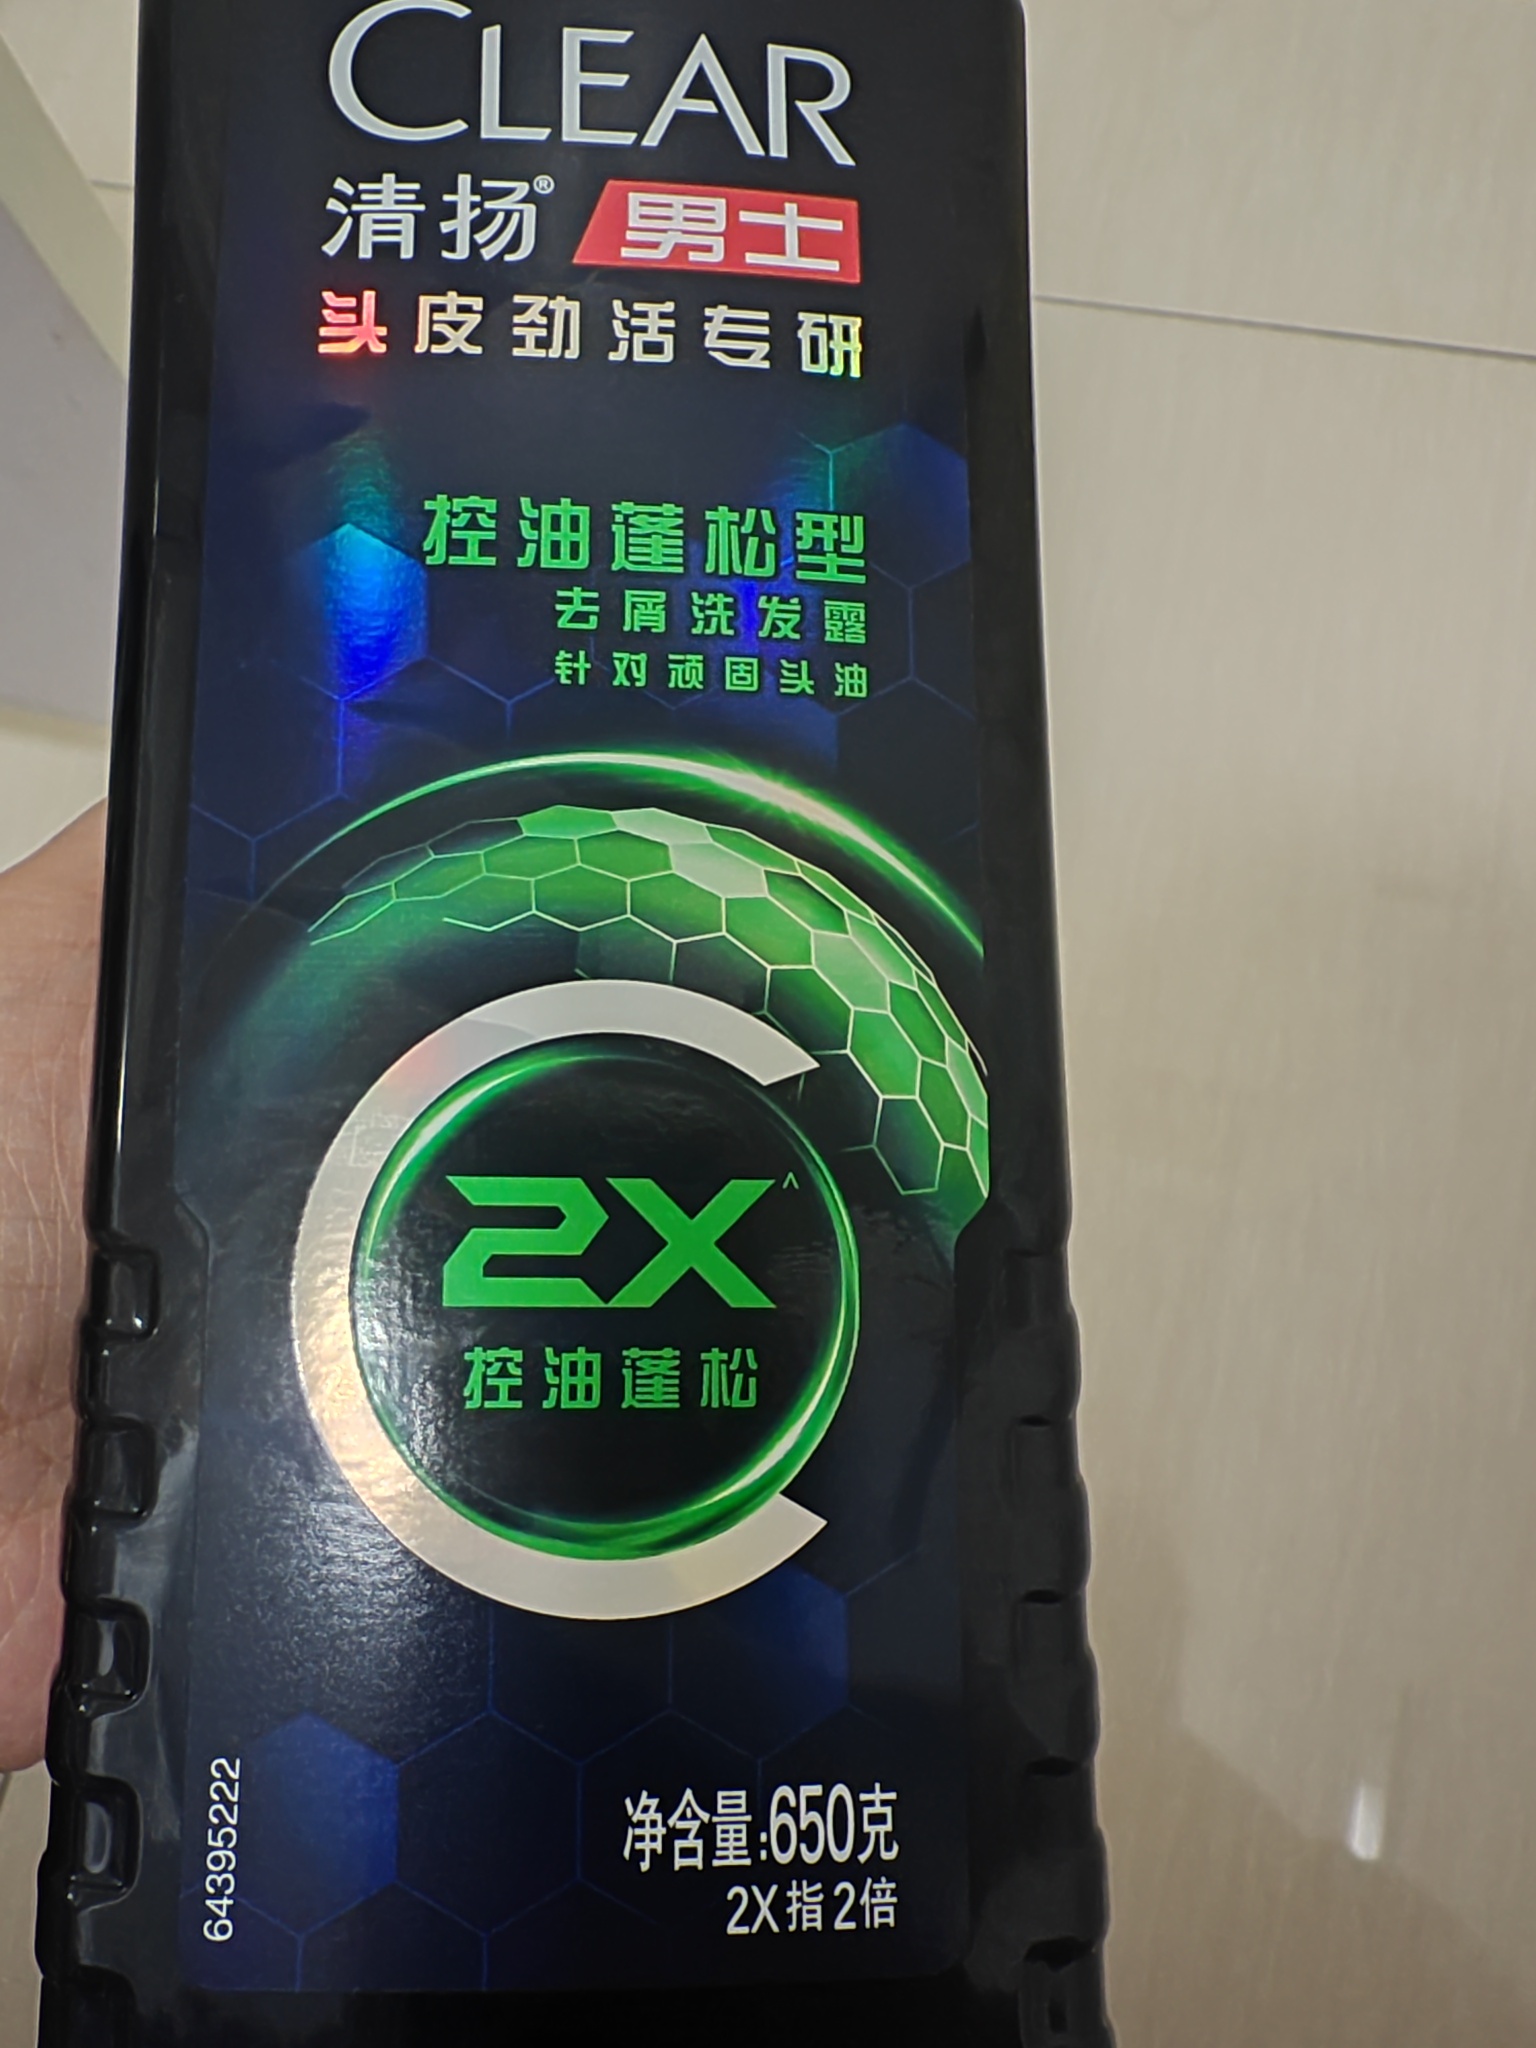 CLEAR
清扬® 男士
头皮劲活专研
控油蓬松型
去屑洗发露
针对顽固头油
2X^
控油蓬松
净含量:650克
2X指2倍
64395222